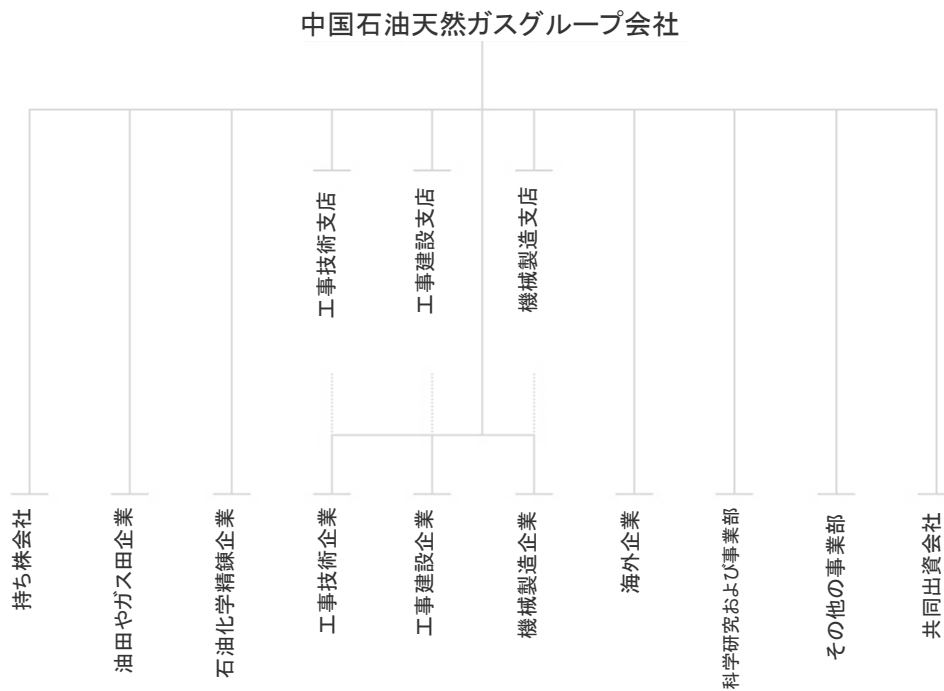 中国石油天然ガスグループ会社
工事技術支店
工事建設支店
機械製造支店
持ち株会社
油田やガス田企業
石油化学精錬企業
工事技術企業
工事建設企業
機械製造企業
海外企業
科学研究および事業部
その他の事業部
共同出資会社